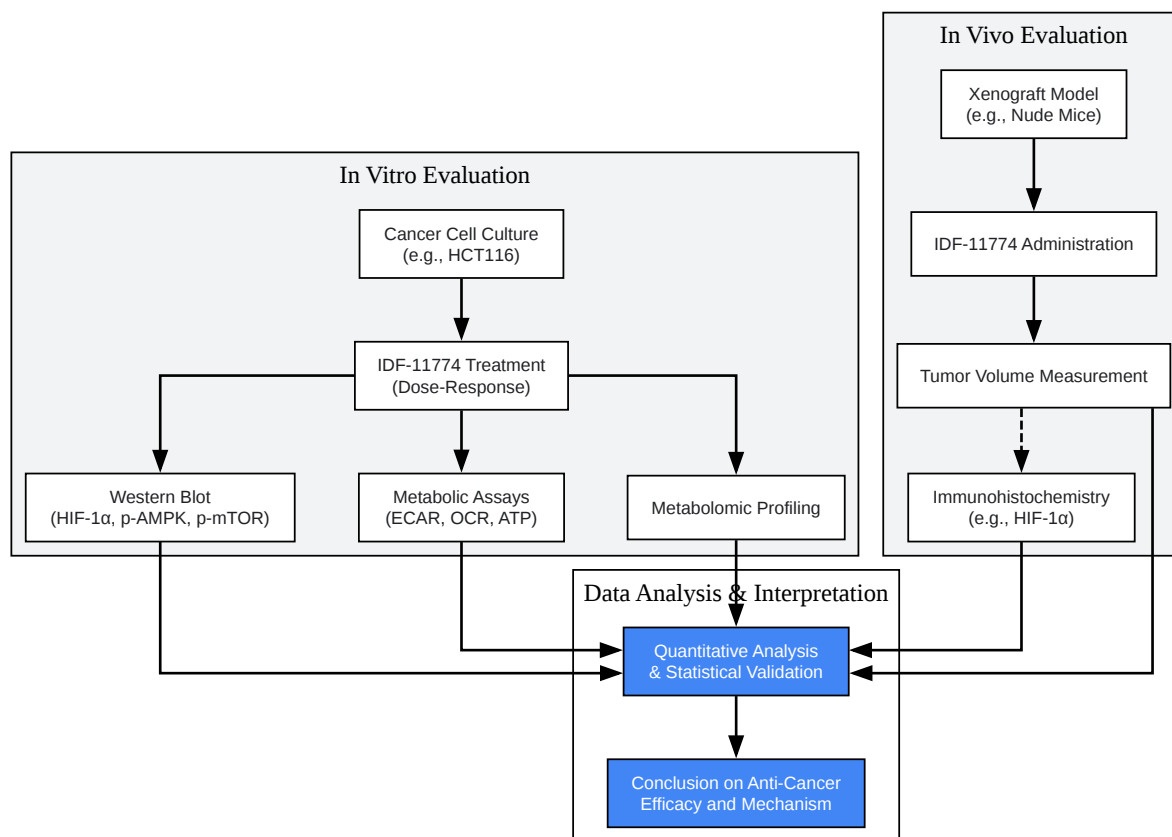 In Vivo Evaluation
Xenograft Model
(e.g., Nude Mice)
IDF-11774 Administration
Tumor Volume Measurement
Immunohistochemistry
(e.g., HIF-1α)
In Vitro Evaluation
Cancer Cell Culture
(e.g., HCT116)
IDF-11774 Treatment
(Dose-Response)
Western Blot
(HIF-1α, p-AMPK, p-mTOR)
Metabolic Assays
(ECAR, OCR, ATP)
Metabolomic Profiling
Data Analysis & Interpretation
Quantitative Analysis
& Statistical Validation
Conclusion on Anti-Cancer
Efficacy and Mechanism